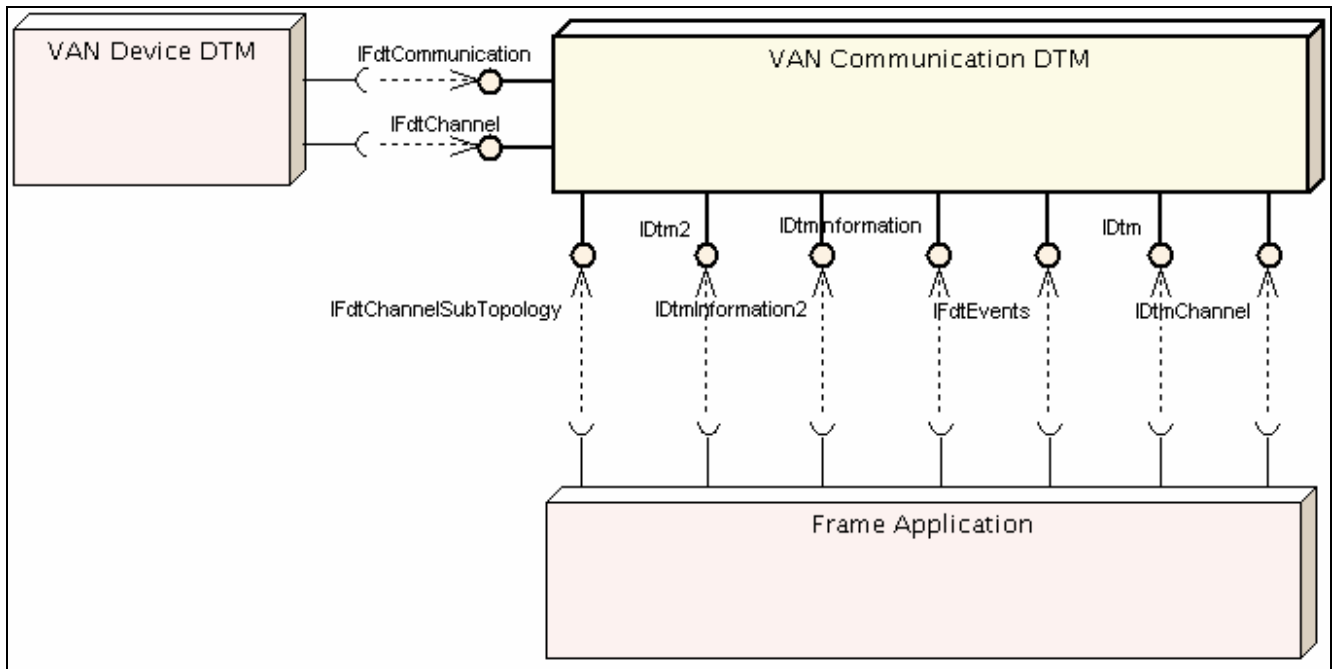 VAN Device DTM
IFdtCommunication
VAN Communication DTM
IFdtChannel
IDtm2
IDtmInformation
IDtm
IFdtChannelSubTopology
IDtmInformation2
IFdtEvents
IDtmChannel
Frame Application